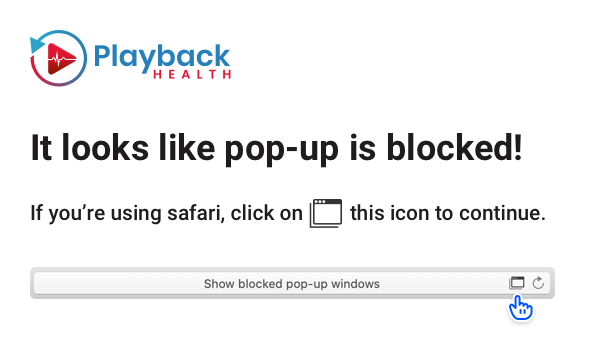 Playback
HEALTH
It looks like pop-up is blocked!
If you’re using safari, click on this icon to continue.
Show blocked pop-up windows